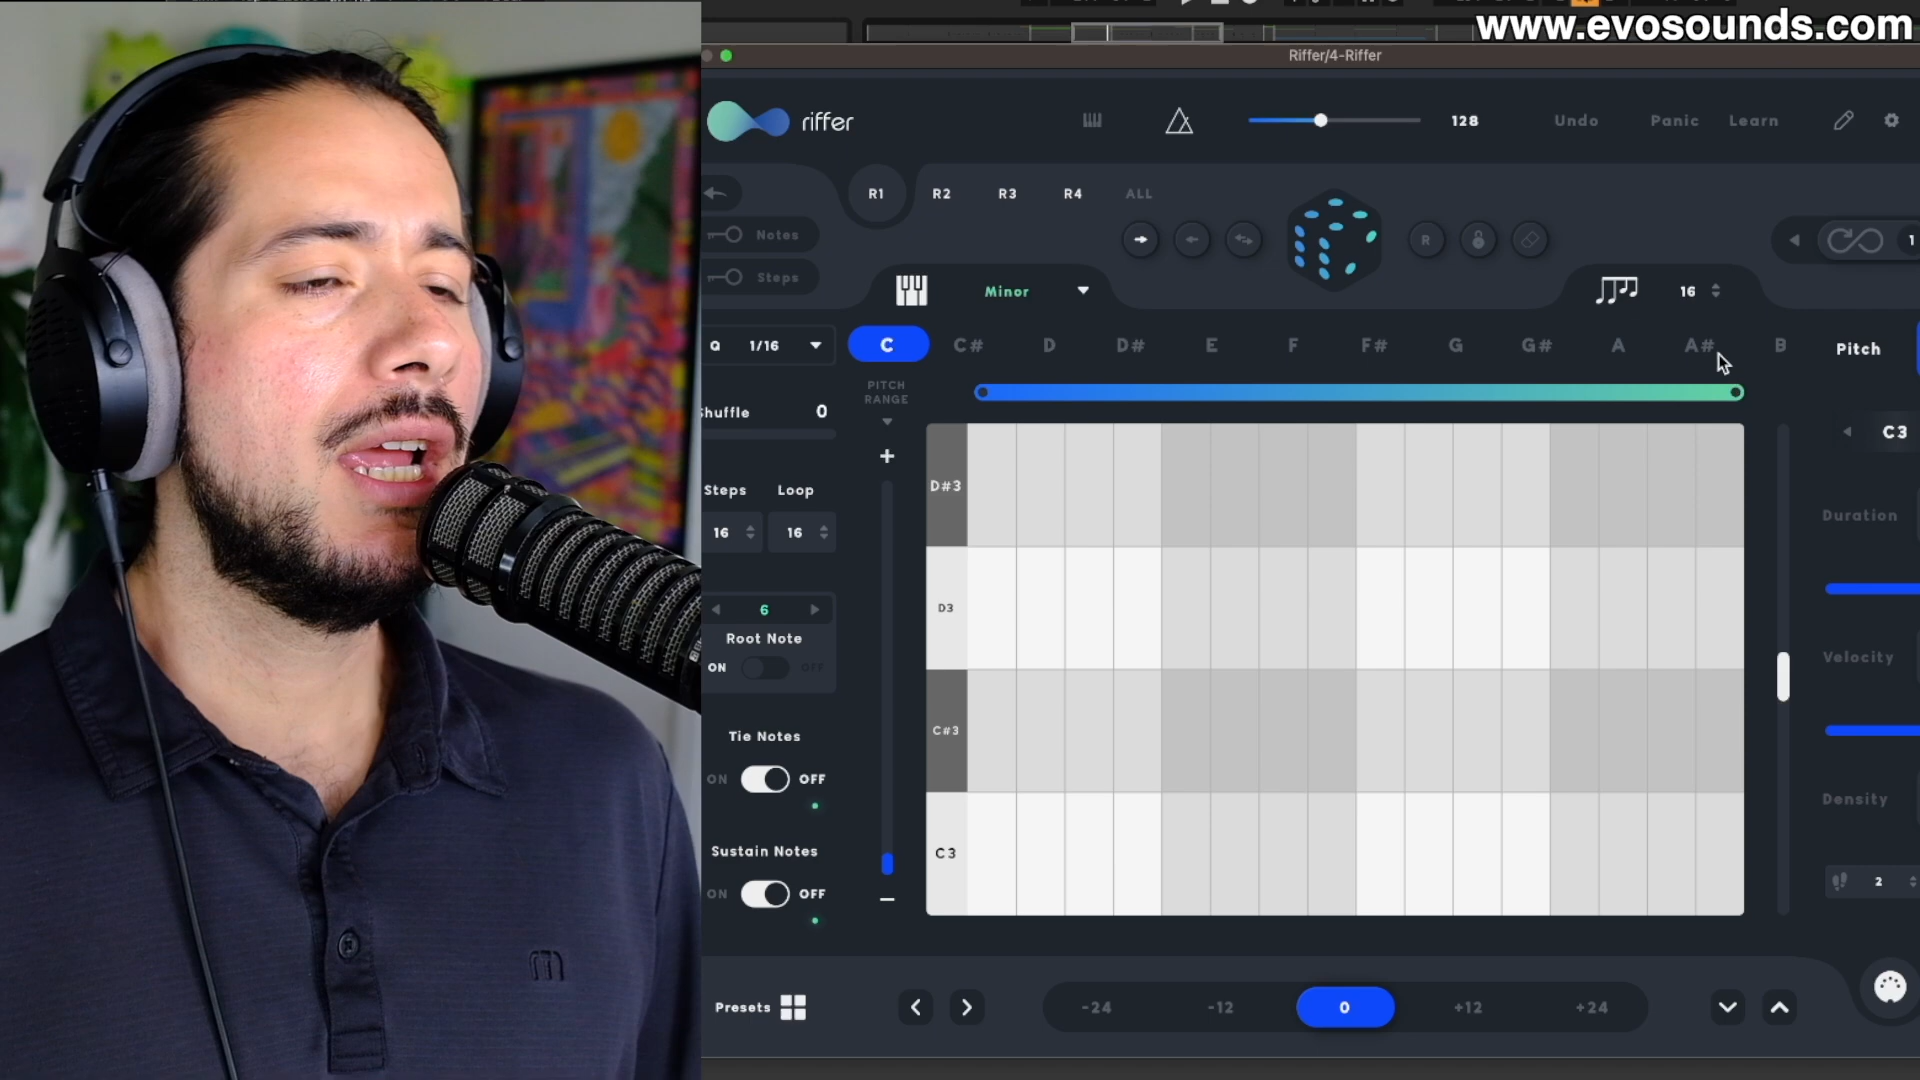 www.evosounds.com
Riffer/4-Riffer
riffer
128
Undo
Panic
Learn
R1 R2 R3 R4 ALL
Notes
R
1
Steps
Minor
16
Q 1/16
C C# D D# E F F# G G# A A# B
Pitch
PITCH
RANGE
Shuffle 0
C3
D#3
Steps Loop
16 16
Duration
6
D3
Root Note
ON OFF
Velocity
C#3
Tie Notes
ON OFF
Density
Sustain Notes
C3
2
ON OFF
Presets
-24 -12 0 +12 +24